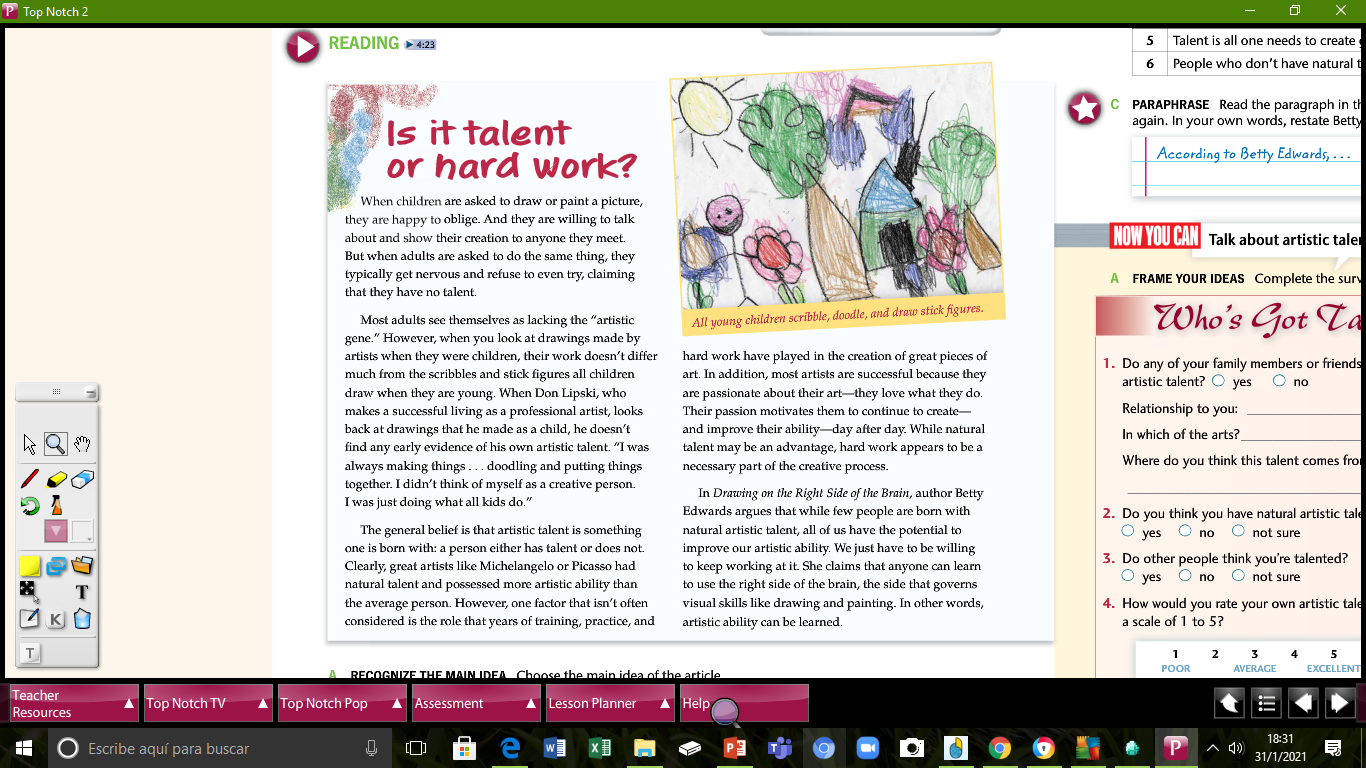 Top Notch 2
READING 4:23
Is it talent
or hard work?
When children are asked to draw or paint a picture,
they are happy to oblige. And they are willing to talk
about and show their creation to anyone they meet.
But when adults are asked to do the same thing, they
typically get nervous and refuse to even try, claiming
that they have no talent.
Most adults see themselves as lacking the “artistic
gene.” However, when you look at drawings made by
artists when they were children, their work doesn’t differ
much from the scribbles and stick figures all children
draw when they are young. When Don Lipski, who
makes a successful living as a professional artist, looks
back at drawings that he made as a child, he doesn’t
find any early evidence of his own artistic talent. “I was
always making things . . . doodling and putting things
together. I didn’t think of myself as a creative person.
I was just doing what all kids do.”
The general belief is that artistic talent is something
one is born with: a person either has talent or does not.
Clearly, great artists like Michelangelo or Picasso had
natural talent and possessed more artistic ability than
the average person. However, one factor that isn’t often
considered is the role that years of training, practice, and
All young children scribble, doodle, and draw stick figures.
hard work have played in the creation of great pieces of
art. In addition, most artists are successful because they
are passionate about their art—they love what they do.
Their passion motivates them to continue to create—
and improve their ability—day after day. While natural
talent may be an advantage, hard work appears to be a
necessary part of the creative process.
In Drawing on the Right Side of the Brain, author Betty
Edwards argues that while few people are born with
natural artistic talent, all of us have the potential to
improve our artistic ability. We just have to be willing
to keep working at it. She claims that anyone can learn
to use the right side of the brain, the side that governs
visual skills like drawing and painting. In other words,
artistic ability can be learned.
A RECOGNIZE THE MAIN IDEA Choose the main idea of the article
5 Talent is all one needs to create
6 People who don’t have natural
C PARAPHRASE Read the paragraph in
again. In your own words, restate Betty
According to Betty Edwards, . . .
NOW YOU CAN Talk about artistic
A FRAME YOUR IDEAS Complete the
Who’s Got
1. Do any of your family members or friends
artistic talent? yes no
Relationship to you:
In which of the arts?
Where do you think this talent comes
2. Do you think you have natural artistic
yes no not sure
3. Do other people think you’re talented?
yes no not sure
4. How would you rate your own artistic
a scale of 1 to 5?
1 2 3 4 5
POOR AVERAGE EXCELLENT
T
K
T
Teacher
Resources
Top Notch TV
Top Notch Pop
Assessment
Lesson Planner
Help
Escribe aquí para buscar
18:31
31/1/2021